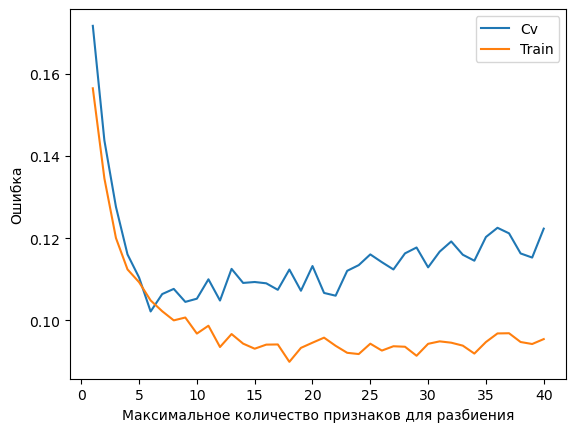 Cv
Train
0.16
0.14
0.12
0.10
Ошибка
0 5 10 15 20 25 30 35 40
Максимальное количество признаков для разбиения